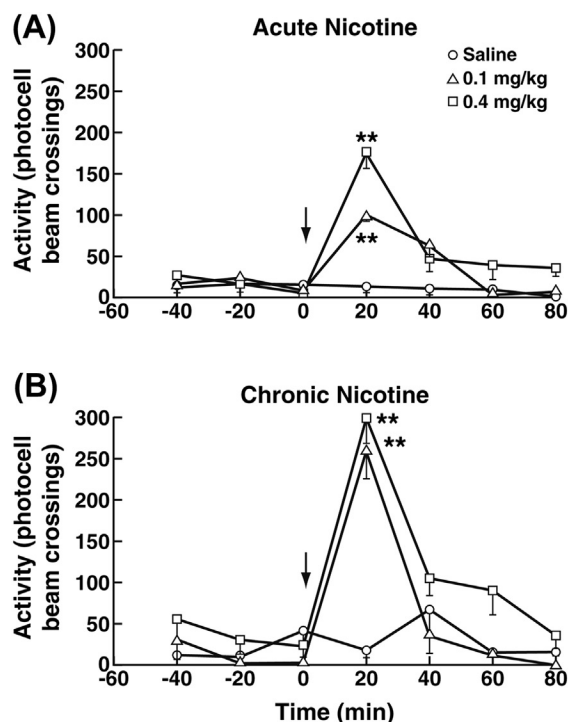 (A)
Acute Nicotine
300
250
200
150
100
50
0
Activity (photocell
beam crossings)
Saline
0.1 mg/kg
0.4 mg/kg
**
**
-60 -40 -20 0 20 40 60 80
(B)
Chronic Nicotine
300
250
200
150
100
50
0
Activity (photocell
beam crossings)
**
**
-60 -40 -20 0 20 40 60 80
Time (min)